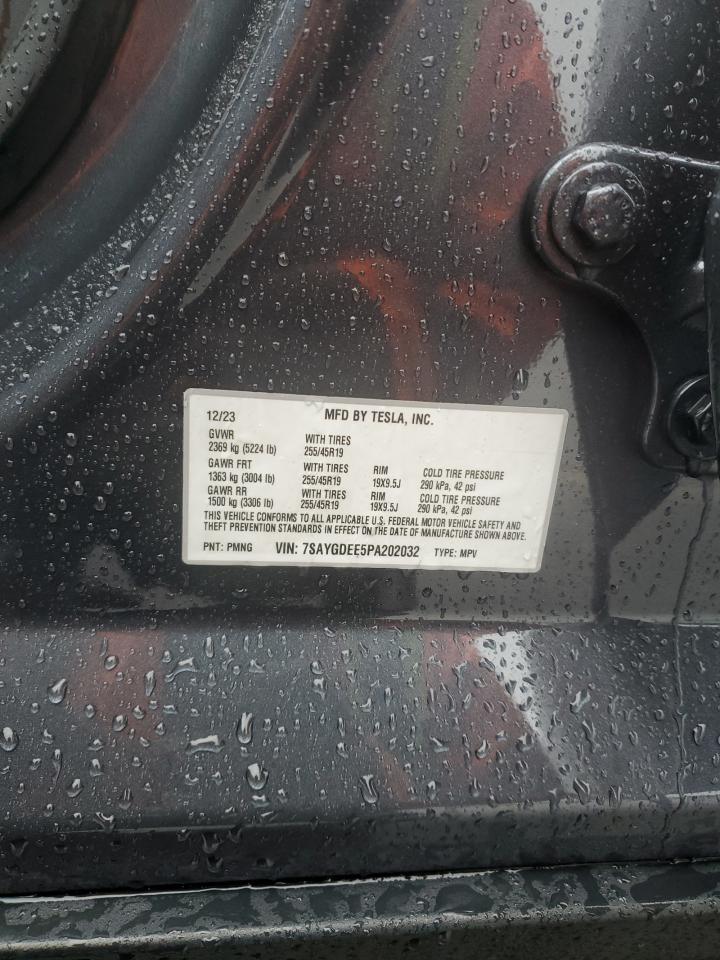 12/23 MFD BY TESLA, INC.
GVWR WITH TIRES
2369 kg (5224 lb) 255/45R19
GAWR FRT WITH TIRES RIM COLD TIRE PRESSURE
1363 kg (3004 lb) 255/45R19 19X9.5J 290 kPa, 42 psi
GAWR RR WITH TIRES RIM COLD TIRE PRESSURE
1500 kg (3306 lb) 255/45R19 19X9.5J 290 kPa, 42 psi
THIS VEHICLE CONFORMS TO ALL APPLICABLE U.S. FEDERAL MOTOR VEHICLE SAFETY AND
THEFT PREVENTION STANDARDS IN EFFECT ON THE DATE OF MANUFACTURE SHOWN ABOVE.
PNT: PMNG VIN: 7SAYGDEE5PA202032 TYPE: MPV